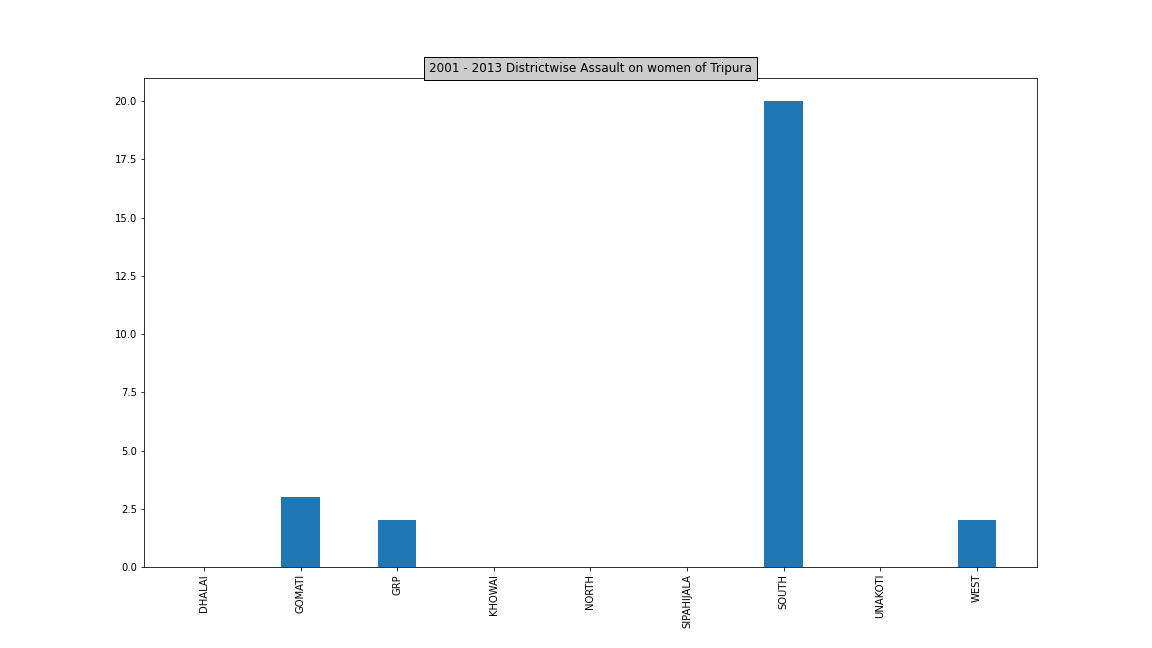 2001 - 2013 Districtwise Assault on women of Tripura
20.0
17.5
15.0
12.5
10.0
7.5
5.0
2.5
0.0
DHALAI
GOMATI
GRP
KHOWAI
NORTH
SIPAHIJALA
SOUTH
UNAKOTI
WEST